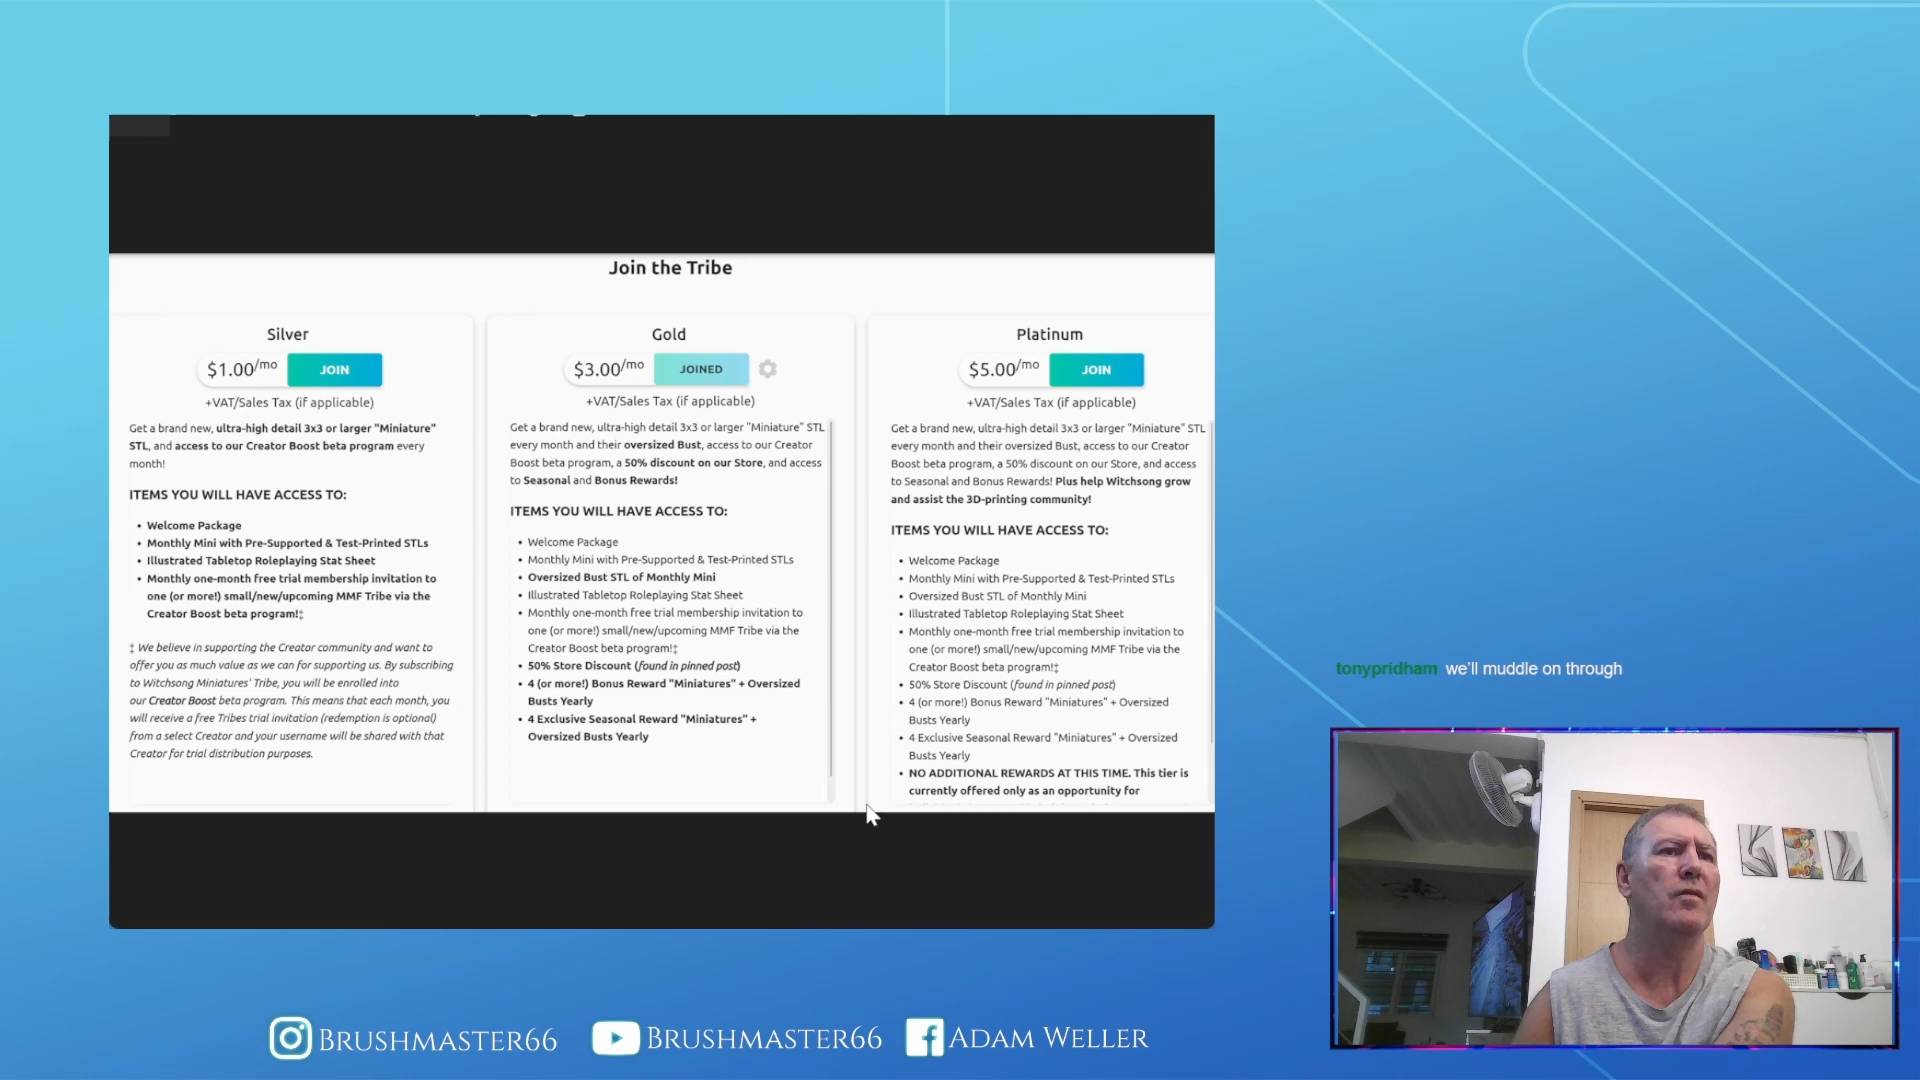 Join the Tribe
Silver
$1.00/mo JOIN
+VAT/Sales Tax (if applicable)
Get a brand new, ultra-high detail 3x3 or larger "Miniature"
STL, and access to our Creator Boost beta program every
month!
ITEMS YOU WILL HAVE ACCESS TO:
• Welcome Package
• Monthly Mini with Pre-Supported & Test-Printed STLs
• Illustrated Tabletop Roleplaying Stat Sheet
• Monthly one-month free trial membership invitation to
one (or more!) small/new/upcoming MMF Tribe via the
Creator Boost beta program!‡
‡ We believe in supporting the Creator community and want to
offer you as much value as we can for supporting us. By subscribing
to Witchsong Miniatures' Tribe, you will be enrolled into
our Creator Boost beta program. This means that each month, you
will receive a free Tribes trial invitation (redemption is optional)
from a select Creator and your username will be shared with that
Creator for trial distribution purposes.
Gold
$3.00/mo JOINED
+VAT/Sales Tax (if applicable)
Get a brand new, ultra-high detail 3x3 or larger "Miniature" STL
every month and their oversized Bust, access to our Creator
Boost beta program, a 50% discount on our Store, and access
to Seasonal and Bonus Rewards!
ITEMS YOU WILL HAVE ACCESS TO:
• Welcome Package
• Monthly Mini with Pre-Supported & Test-Printed STLs
• Oversized Bust STL of Monthly Mini
• Illustrated Tabletop Roleplaying Stat Sheet
• Monthly one-month free trial membership invitation to
one (or more!) small/new/upcoming MMF Tribe via the
Creator Boost beta program!‡
• 50% Store Discount (found in pinned post)
• 4 (or more!) Bonus Reward "Miniatures" + Oversized
Busts Yearly
• 4 Exclusive Seasonal Reward "Miniatures" +
Oversized Busts Yearly
Platinum
$5.00/mo JOIN
+VAT/Sales Tax (if applicable)
Get a brand new, ultra-high detail 3x3 or larger "Miniature" STL
every month and their oversized Bust, access to our Creator
Boost beta program, a 50% discount on our Store, and access
to Seasonal and Bonus Rewards! Plus help Witchsong grow
and assist the 3D-printing community!
ITEMS YOU WILL HAVE ACCESS TO:
• Welcome Package
• Monthly Mini with Pre-Supported & Test-Printed STLs
• Oversized Bust STL of Monthly Mini
• Illustrated Tabletop Roleplaying Stat Sheet
• Monthly one-month free trial membership invitation to
one (or more!) small/new/upcoming MMF Tribe via the
Creator Boost beta program!‡
• 50% Store Discount (found in pinned post)
• 4 (or more!) Bonus Reward "Miniatures" + Oversized
Busts Yearly
• 4 Exclusive Seasonal Reward "Miniatures" + Oversized
Busts Yearly
• NO ADDITIONAL REWARDS AT THIS TIME. This tier is
currently offered only as an opportunity for
tonypridham we'll muddle on through
BRUSHMASTER66 BRUSHMASTER66 ADAM WELLER